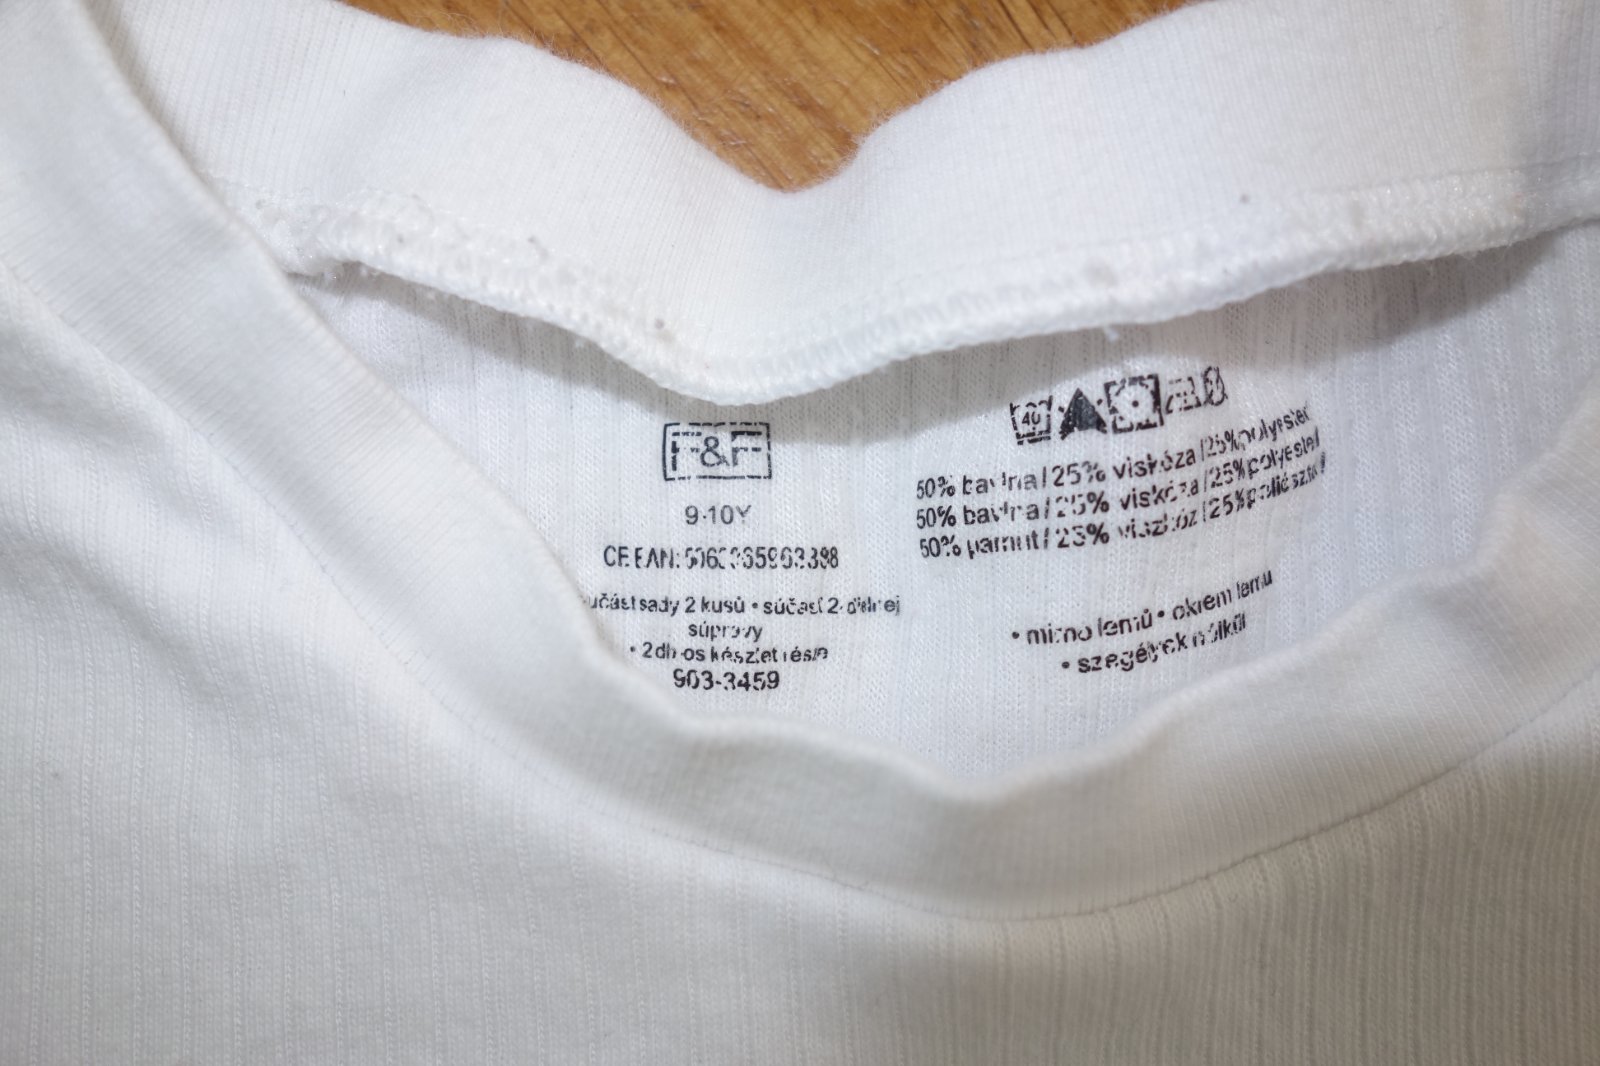 F&F
9-10Y
CE EAN:
sady 2 kusů • súčasť 2-dielnej
súpravy
• 2db-os készlet része
903-3459
40
50% bavlna / 25% viskóza / 25% polyester
50% bavlna / 25% viskóza / 25% polyester
50% pamut / 25% viszkóz / 25% poliészter
• mimo lemů • okrem lemu
• szegélyek nélkül